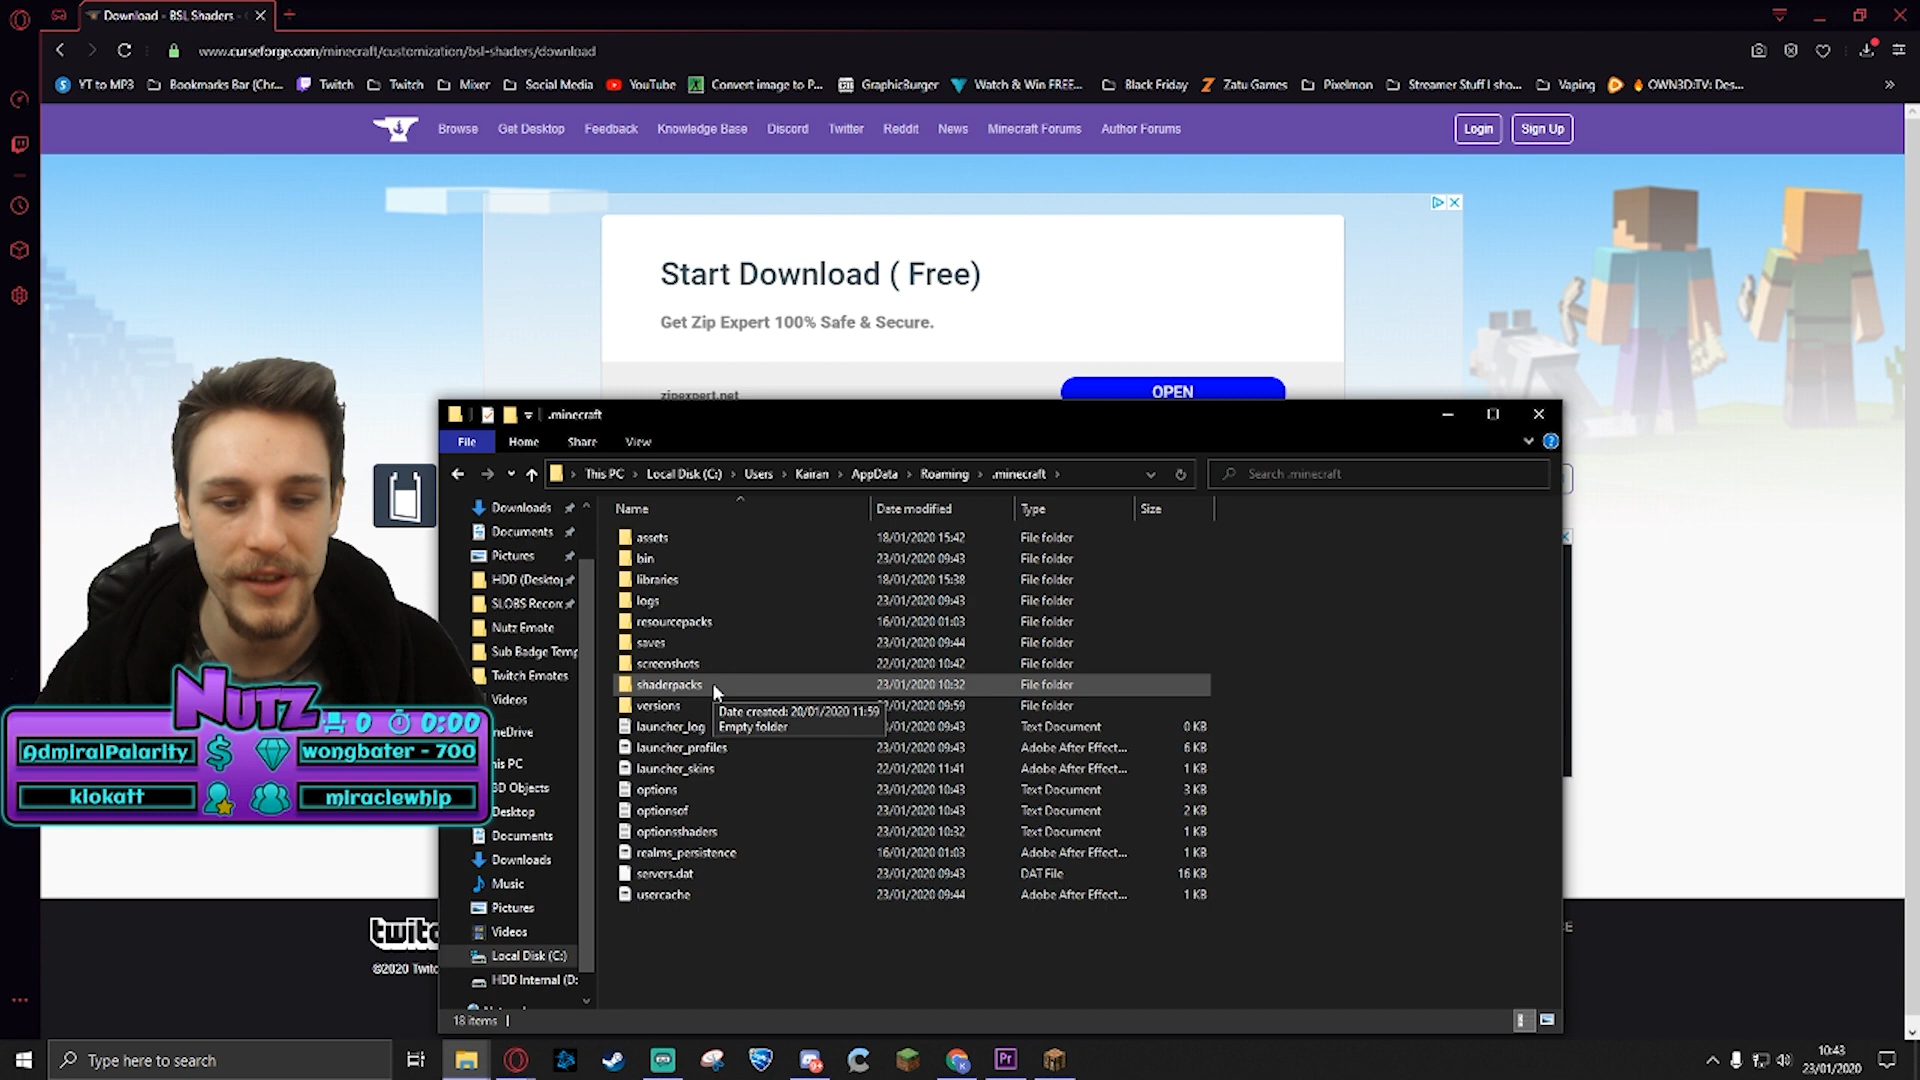 Download - BSL Shaders -
www.curseforge.com/minecraft/customization/bsl-shaders/download
YT to MP3
Bookmarks Bar (Chr...
Twitch
Twitch
Mixer
Social Media
YouTube
Convert image to P...
GraphicBurger
Watch & Win FREE...
Black Friday
Zatu Games
Pixelmon
Streamer Stuff I sho...
Vaping
OWN3D.TV: Des...
Browse
Get Desktop
Feedback
Knowledge Base
Discord
Twitter
Reddit
News
Minecraft Forums
Author Forums
Login
Sign Up
Start Download ( Free)
Get Zip Expert 100% Safe & Secure.
zipexpert.net
OPEN
.minecraft
File
Home
Share
View
This PC
Local Disk (C:)
Users
Kairan
AppData
Roaming
.minecraft
Search .minecraft
Name
Date modified
Type
Size
Downloads
Documents
Pictures
HDD (Desktop
SLOBS Recor
Nutz Emote
Sub Badge Temp
Twitch Emotes
Videos
neDrive
his PC
3D Objects
Desktop
Documents
Downloads
Music
Pictures
Videos
Local Disk (C:)
HDD Internal (D:
assets 18/01/2020 15:42 File folder
bin 23/01/2020 09:43 File folder
libraries 18/01/2020 15:38 File folder
logs 23/01/2020 09:43 File folder
resourcepacks 16/01/2020 01:03 File folder
saves 23/01/2020 09:44 File folder
screenshots 22/01/2020 10:42 File folder
shaderpacks 23/01/2020 10:32 File folder
versions /01/2020 09:59 File folder
Date created: 20/01/2020 11:59
Empty folder
launcher_log /01/2020 09:43 Text Document 0 KB
launcher_profiles 23/01/2020 09:43 Adobe After Effect... 6 KB
launcher_skins 22/01/2020 11:41 Adobe After Effect... 1 KB
options 23/01/2020 10:43 Text Document 3 KB
optionsof 23/01/2020 10:43 Text Document 2 KB
optionsshaders 23/01/2020 10:32 Text Document 1 KB
realms_persistence 16/01/2020 01:03 Adobe After Effect... 1 KB
servers.dat 23/01/2020 09:43 DAT File 16 KB
usercache 23/01/2020 09:44 Adobe After Effect... 1 KB
18 items
NUTZ
0
0:00
AdmiralPalarity
$
wongbater - 700
klokatt
miraclewhip
twitc
©2020 Twitc
Type here to search
Pr
10:43
23/01/2020